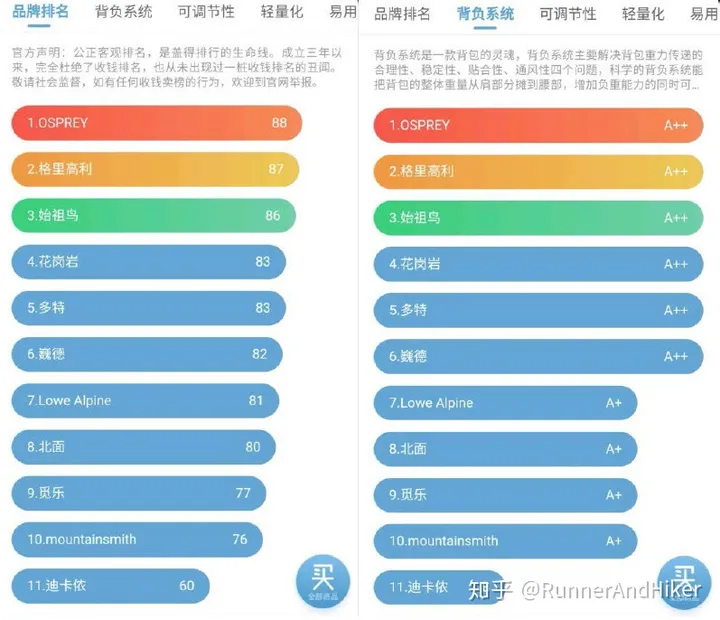 品牌排名 背负系统 可调节性 轻量化 易用
官方声明：公正客观排名，是盖得排行的生命线。成立三年以
来，完全杜绝了收钱排名，也从未出现过一桩收钱排名的丑闻。
敬请社会监督，如有任何收钱卖榜的行为，欢迎到官网举报。
1.OSPREY 88
2.格里高利 87
3.始祖鸟 86
4.花岗岩 83
5.多特 83
6.巍德 82
7.Lowe Alpine 81
8.北面 80
9.觅乐 77
10.mountainsmith 76
11.迪卡侬 60
买
全部商品
品牌排名 背负系统 可调节性 轻量化 易用
背负系统是一款背包的灵魂，背负系统主要解决背包重力传递的
合理性、稳定性、贴合性、通风性四个问题，科学的背负系统能
把背包的整体重量从肩部分摊到腰部，增加负重能力的同时可...
1.OSPREY A++
2.格里高利 A++
3.始祖鸟 A++
4.花岗岩 A++
5.多特 A++
6.巍德 A++
7.Lowe Alpine A+
8.北面 A+
9.觅乐 A+
10.mountainsmith A+
11.迪卡侬
买
知乎 @RunnerAndHiker